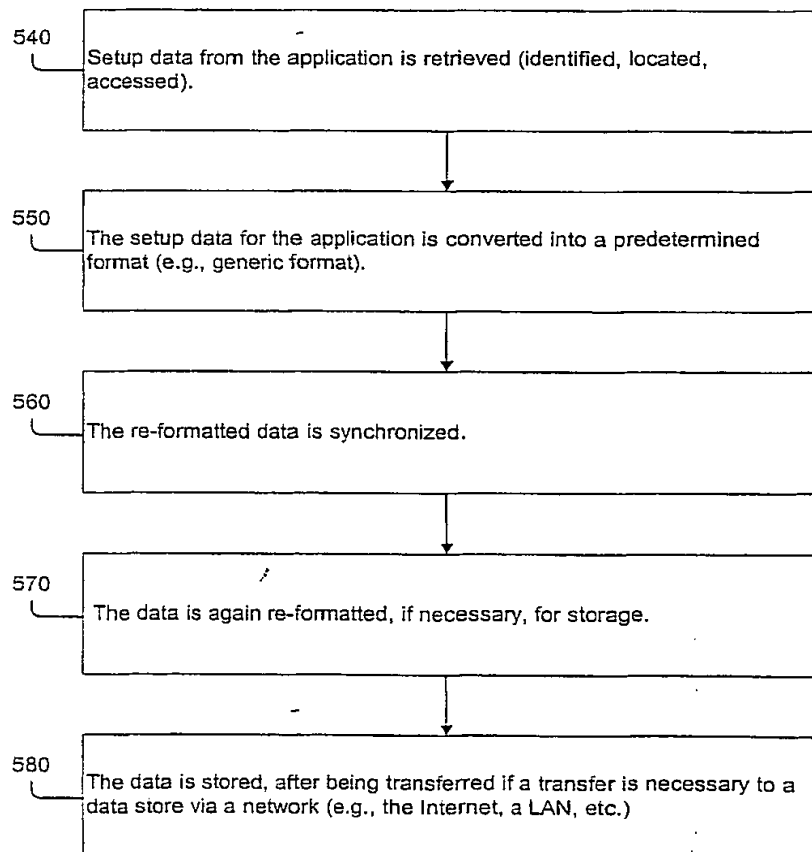 540
Setup data from the application is retrieved (identified, located,
accessed).
550
The setup data for the application is converted into a predetermined
format (e.g., generic format).
560
The re-formatted data is synchronized.
570
The data is again re-formatted, if necessary, for storage.
580
The data is stored, after being transferred if a transfer is necessary to a
data store via a network (e.g., the Internet, a LAN, etc.)